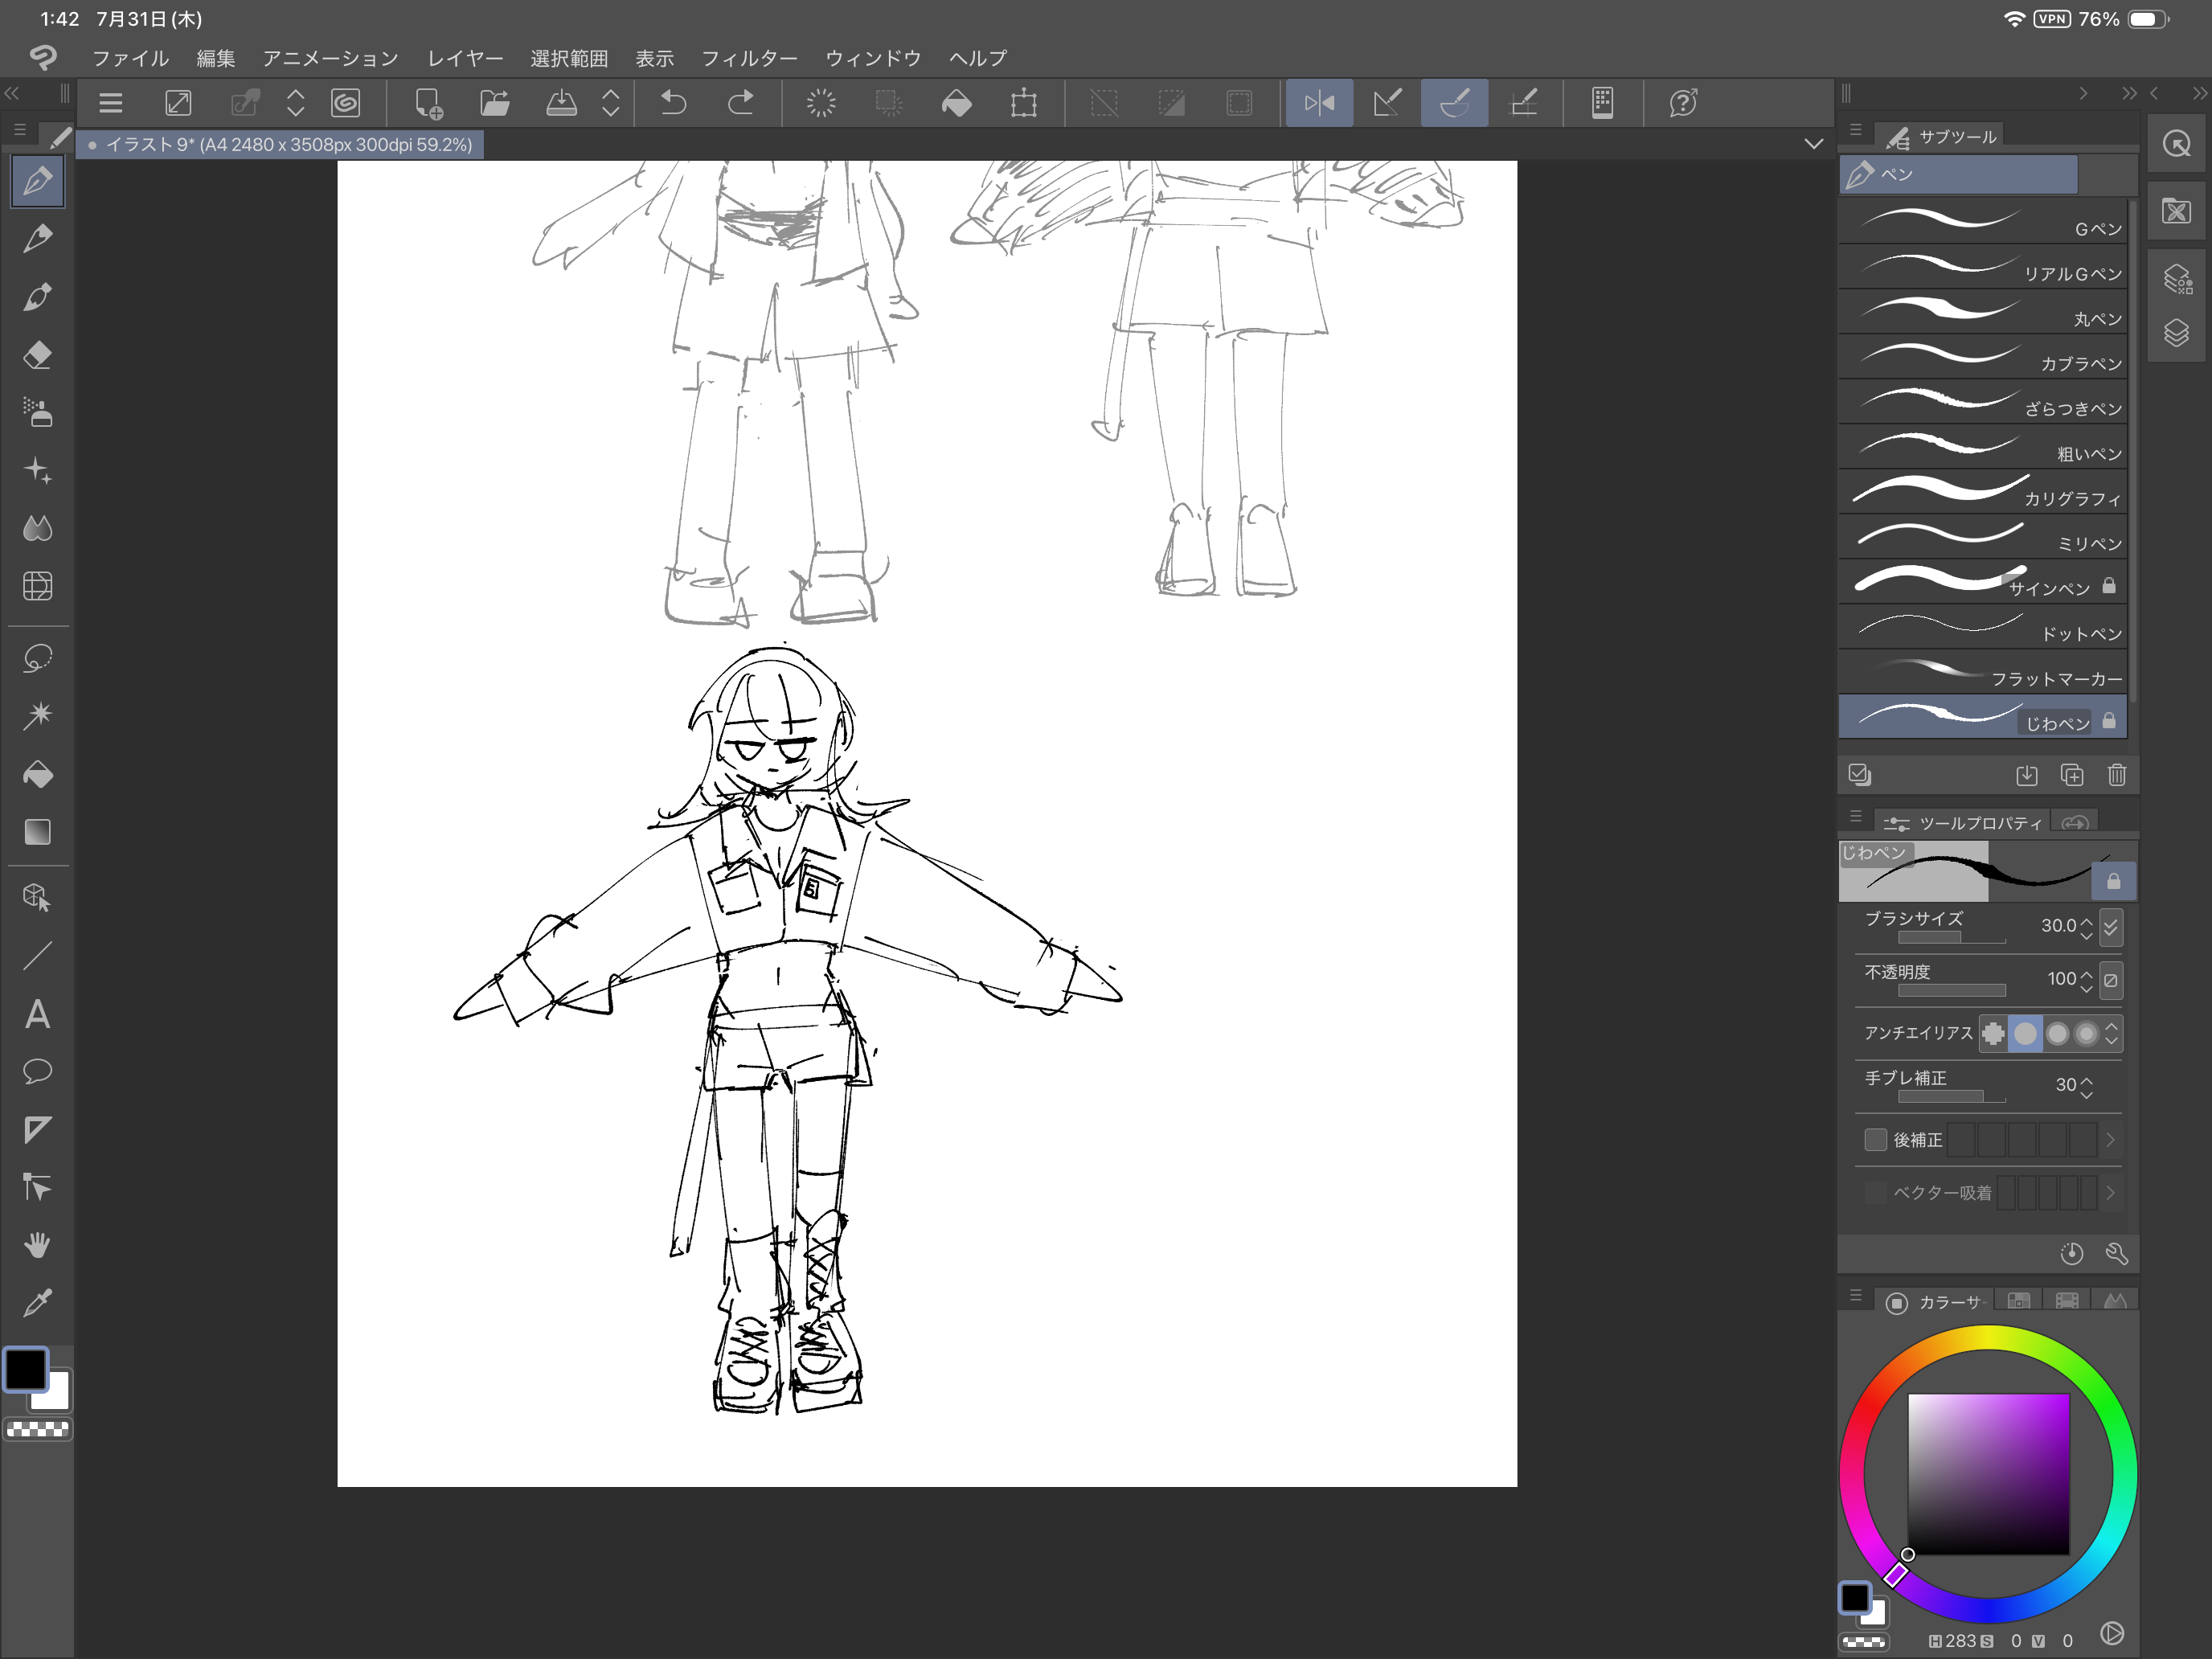 1:42 7月31日(木)
VPN 76%
ファイル 編集 アニメーション レイヤー 選択範囲 表示 フィルター ウィンドウ ヘルプ
イラスト 9* (A4 2480 x 3508px 300dpi 59.2%)
サブツール
ペン
Gペン
リアルGペン
丸ペン
カブラペン
ざらつきペン
粗いペン
カリグラフィ
ミリペン
サインペン
ドットペン
フラットマーカー
じわペン
ツールプロパティ
じわペン
ブラシサイズ 30.0
不透明度 100
アンチエイリアス
手ブレ補正 30
後補正
ベクター吸着
カラーサ
H 283 S 0 V 0